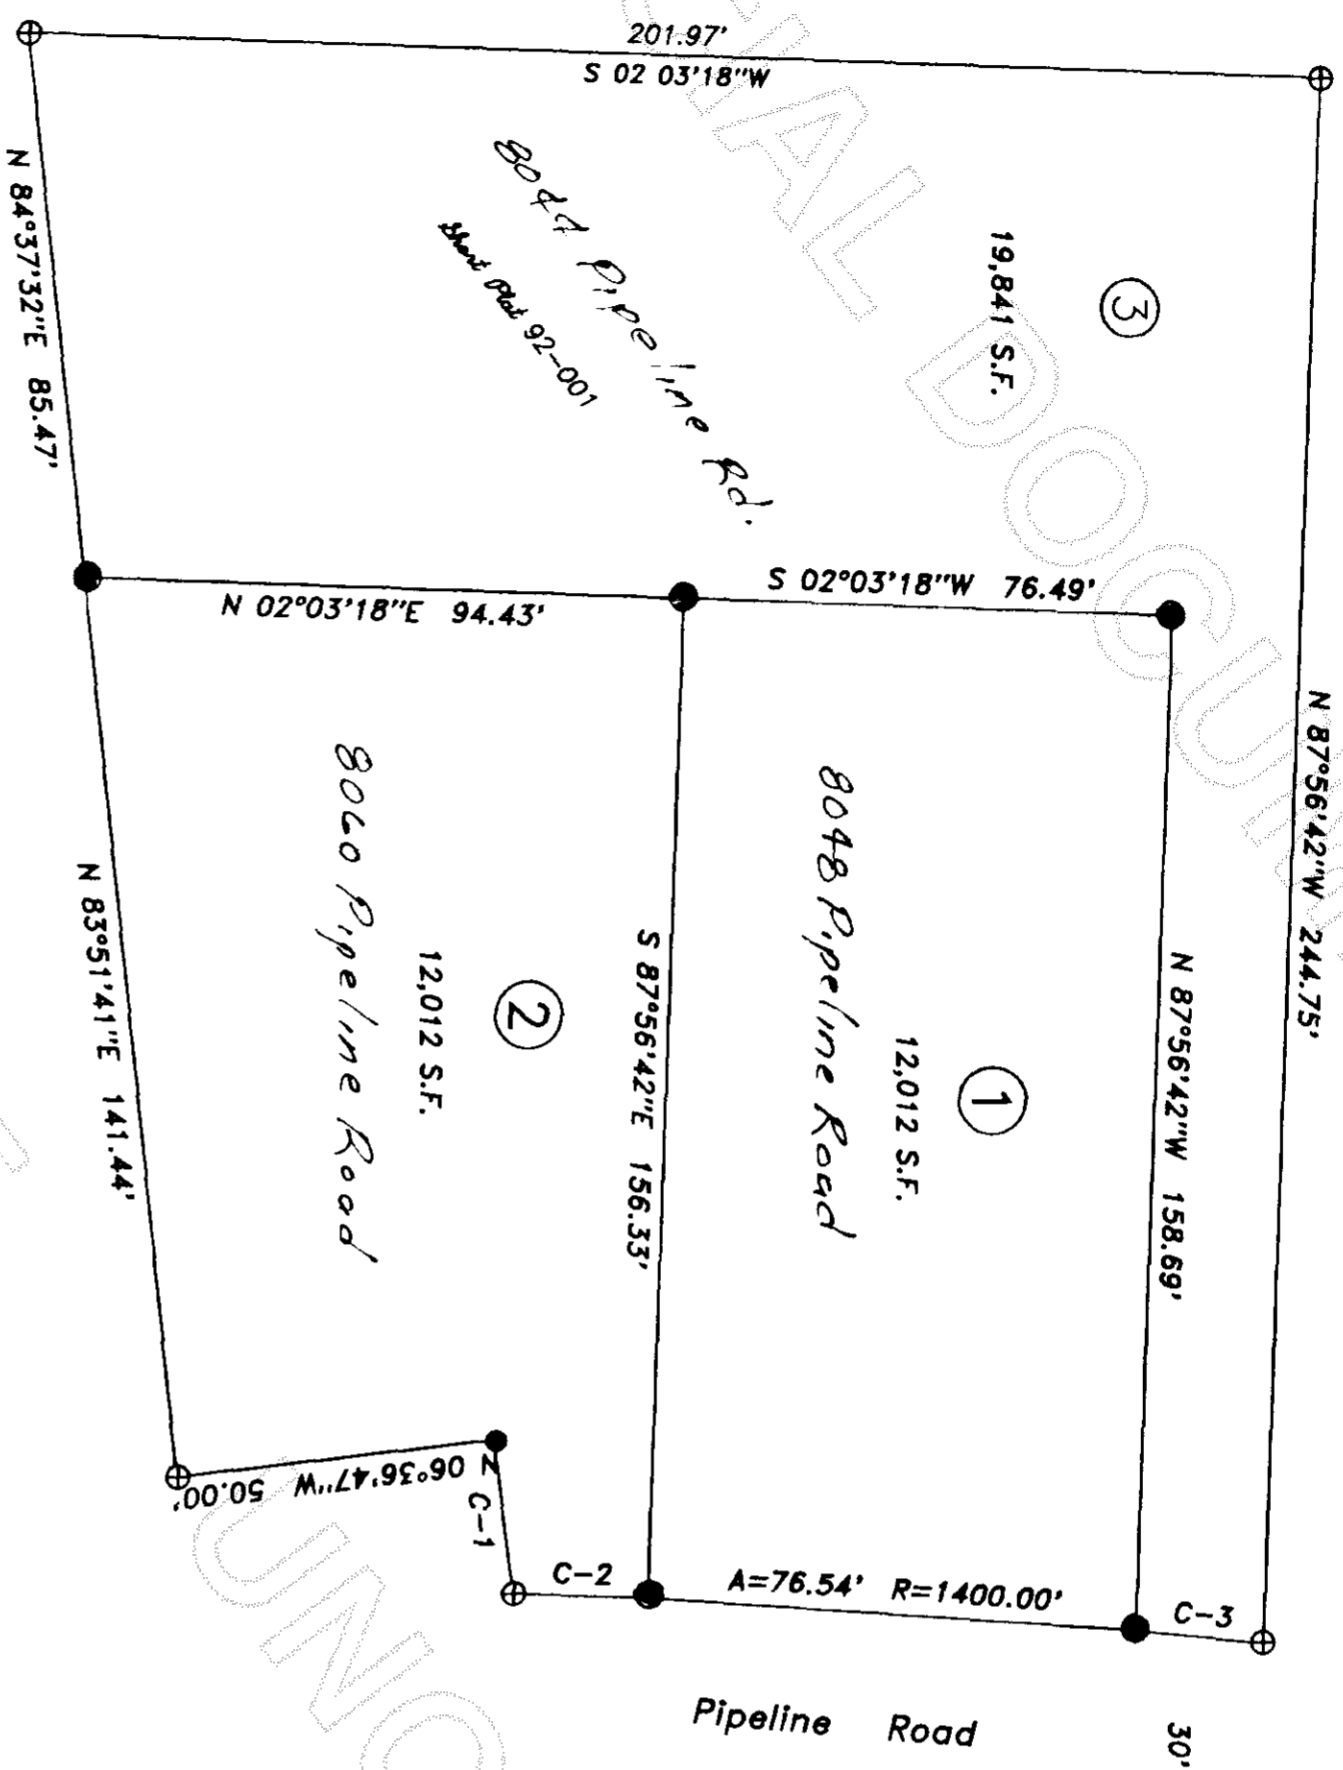 201.97'
S 02 03'18"W
N 84°37'32"E 85.47'
8047 Pipeline Rd.
Short Plat 92-001
19,841 S.F.
3
N 87°56'42"W 244.75'
N 02°03'18"E 94.43'
S 02°03'18"W 76.49'
8060 Pipeline Road
12,012 S.F.
2
S 87°56'42"E 156.33'
8048 Pipeline Road
12,012 S.F.
1
N 87°56'42"W 158.69'
N 83°51'41"E 141.44'
N 06°36'47"W 50.00'
C-1
C-2
A=76.54' R=1400.00'
C-3
Pipeline Road
30'